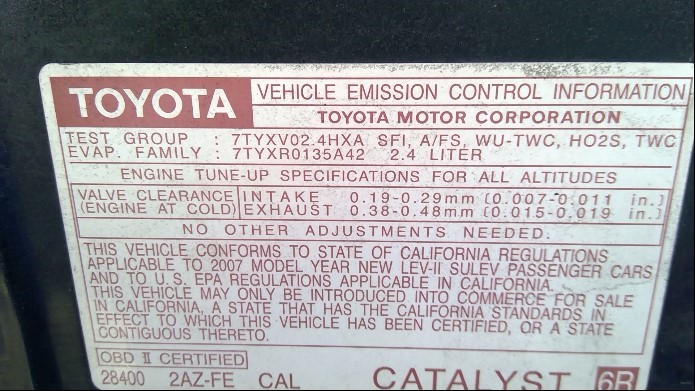 TOYOTA VEHICLE EMISSION CONTROL INFORMATION
TOYOTA MOTOR CORPORATION
TEST GROUP : 7TYXV02.4HXA SFI, A/FS, WU-TWC, HO2S, TWC
EVAP. FAMILY : 7TYXR0135A42 2.4 LITER
ENGINE TUNE-UP SPECIFICATIONS FOR ALL ALTITUDES
VALVE CLEARANCE INTAKE 0.19-0.29mm (0.007-0.011 in.)
(ENGINE AT COLD) EXHAUST 0.38-0.48mm (0.015-0.019 in.)
NO OTHER ADJUSTMENTS NEEDED.
THIS VEHICLE CONFORMS TO STATE OF CALIFORNIA REGULATIONS
APPLICABLE TO 2007 MODEL YEAR NEW LEV-II SULEV PASSENGER CARS
AND TO U.S. EPA REGULATIONS APPLICABLE IN CALIFORNIA.
THIS VEHICLE MAY ONLY BE INTRODUCED INTO COMMERCE FOR SALE
IN CALIFORNIA, A STATE THAT HAS THE CALIFORNIA STANDARDS IN
EFFECT TO WHICH THIS VEHICLE HAS BEEN CERTIFIED, OR A STATE
CONTIGUOUS THERETO.
OBD II CERTIFIED
28400 2AZ-FE CAL CATALYST 6B